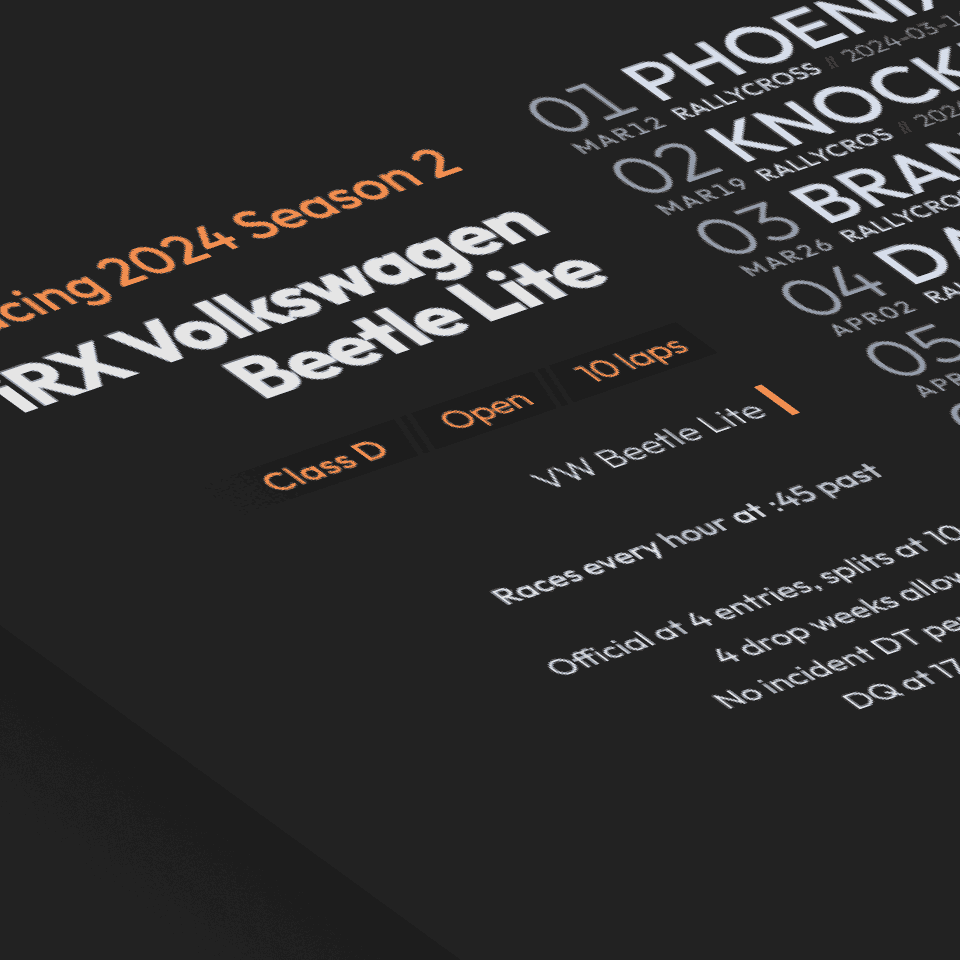 cing 2024 Season 2
iRX Volkswagen
Beetle Lite
Class D
Open
10 laps
VW Beetle Lite
Races every hour at :45 past
Official at 4 entries, splits at 10
4 drop weeks allow
No incident DT pe
DQ at 17
01 PHOENIX
MAR12 RALLYCROSS // 2024-03-1
02 KNOCK
MAR19 RALLYCROS // 202
03 BRAN
MAR26 RALLYCRO
04 DA
APR02 RAL
05
APR